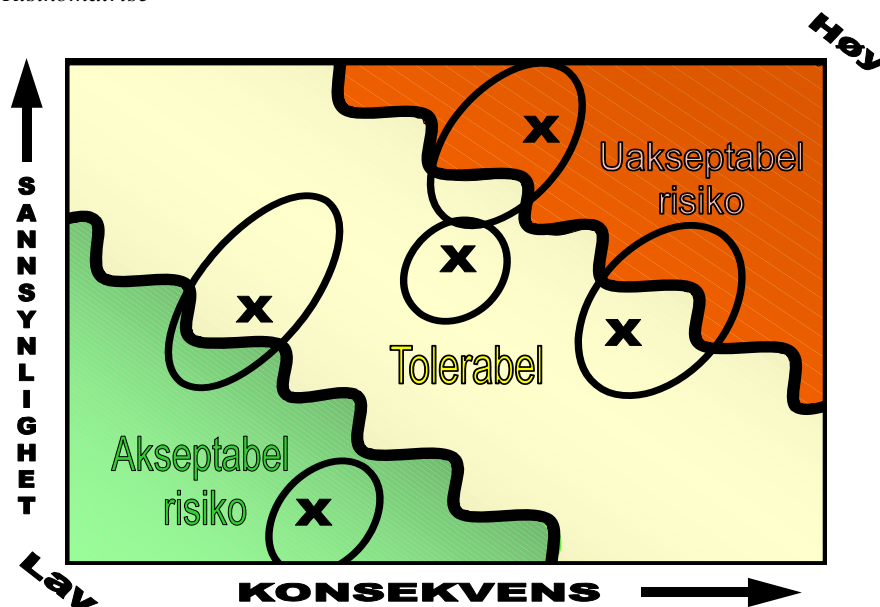 Høy
SANNSYNLIGHET
X
Uakseptabel
risiko
X
X
X
Tolerabel
Akseptabel
risiko
X
Lav
KONSEKVENS